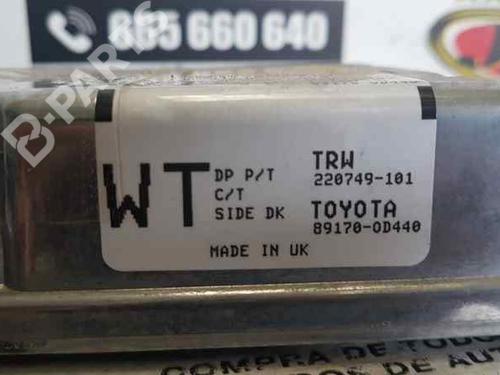 865 660 640
B-PARTS
WT
DP P/T
C/T
SIDE DK
TRW
220749-101
TOYOTA
89170-0D440
MADE IN UK
COMPRA DE TODO
DE AUT